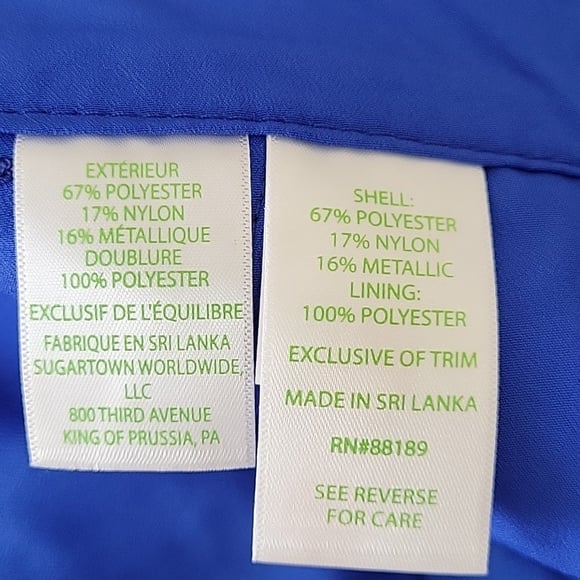 EXTÉRIEUR
67% POLYESTER
17% NYLON
16% MÉTALLIQUE
DOUBLURE
100% POLYESTER
EXCLUSIF DE L'ÉQUILIBRE
FABRIQUE EN SRI LANKA
SUGARTOWN WORLDWIDE,
LLC
800 THIRD AVENUE
KING OF PRUSSIA, PA
SHELL:
67% POLYESTER
17% NYLON
16% METALLIC
LINING:
100% POLYESTER
EXCLUSIVE OF TRIM
MADE IN SRI LANKA
RN#88189
SEE REVERSE
FOR CARE